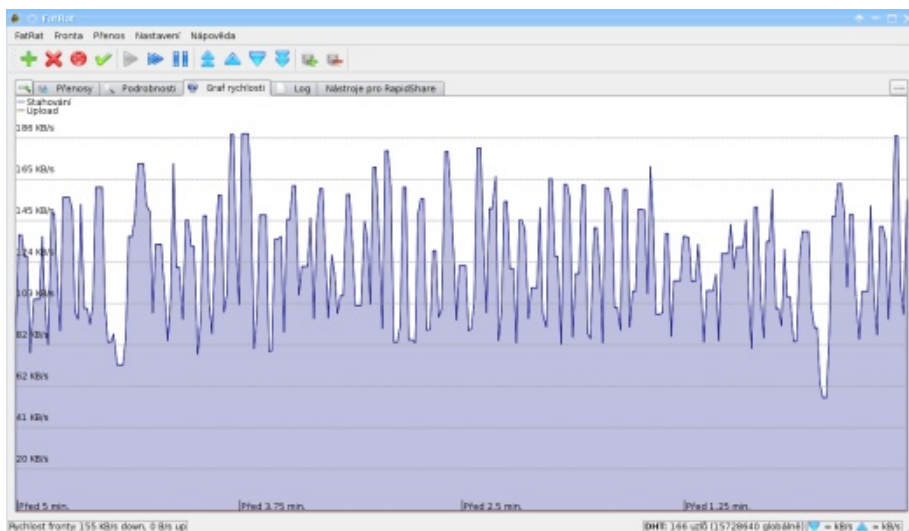 FatRat
FatRat Fronta Přenos Nastavení Nápověda
Přenosy Podrobnosti Graf rychlosti Log Nástroje pro RapidShare
Stahování
Upload
186 KB/s
165 KB/s
145 KB/s
124 KB/s
103 KB/s
82 KB/s
62 KB/s
41 KB/s
20 KB/s
Před 5 min. Před 3.75 min. Před 2.5 min. Před 1.25 min.
Rychlost fronty: 155 KB/s down, 0 B/s up DHT: 166 uzlů (15728640 globálně) = kB/s = kB/s